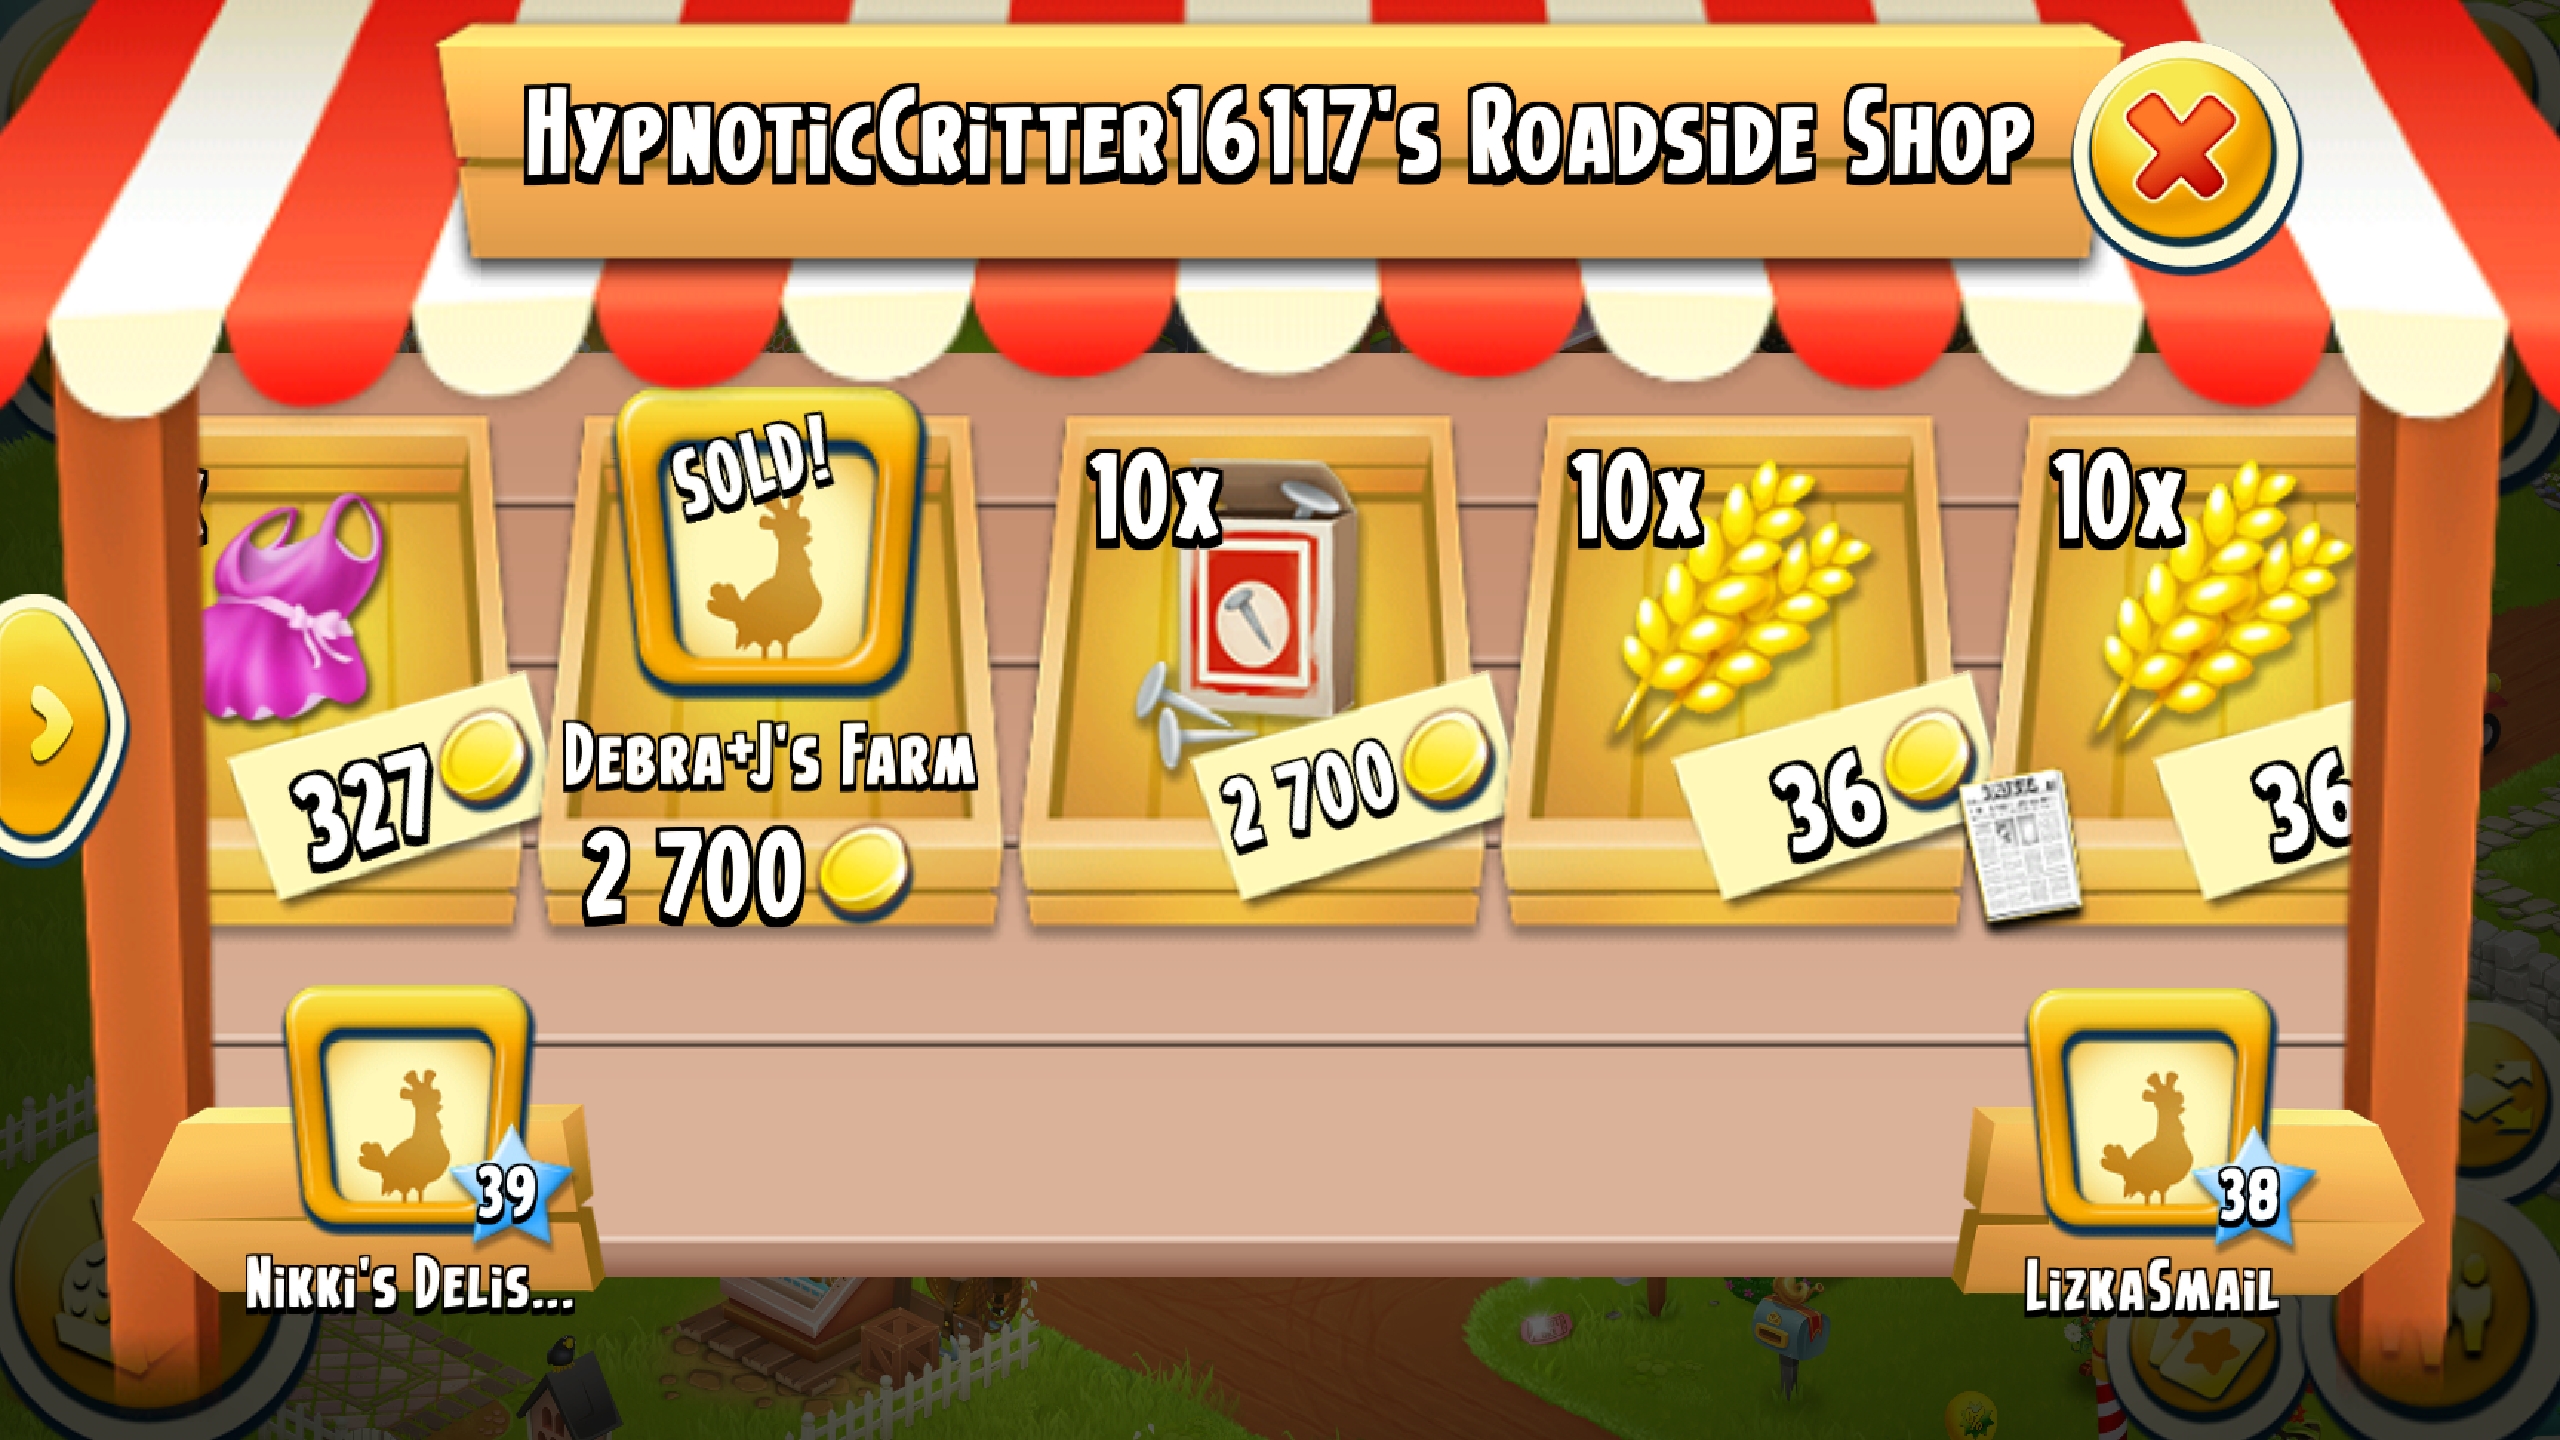 HypnoticCritter16117's Roadside Shop
SOLD!
10x
10x
10x
327
Debra+J's Farm
2 700
2 700
36
36
39
Nikki's Delis...
38
LizkaSmail